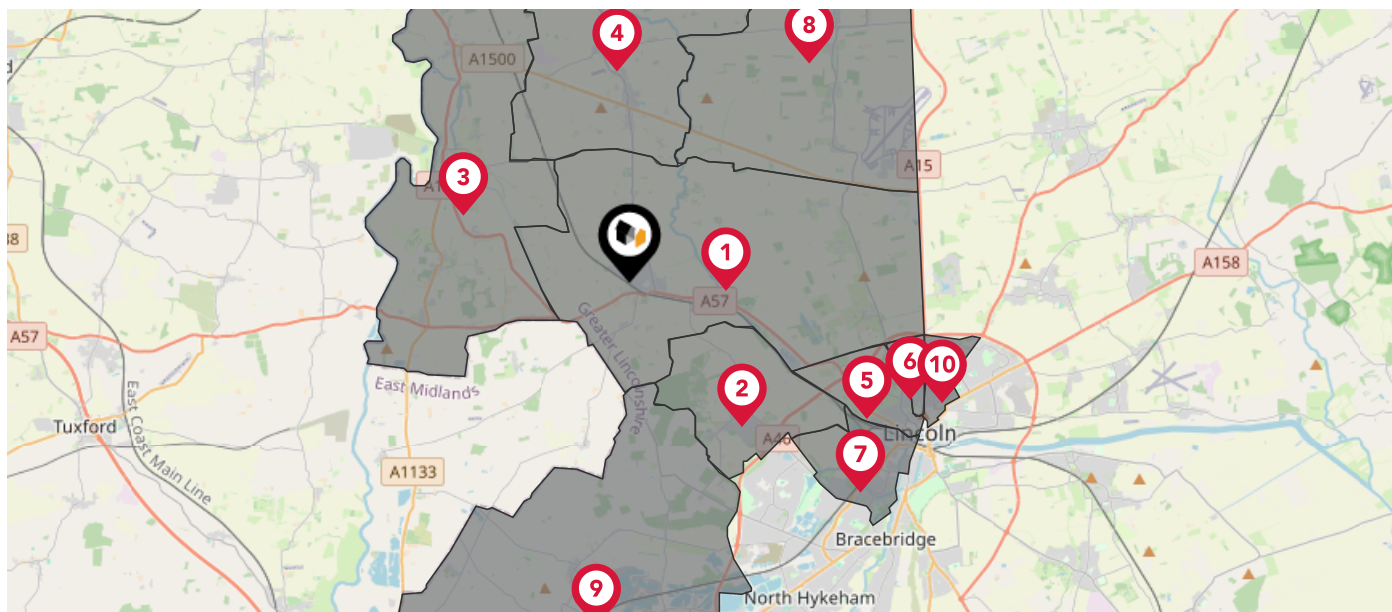 4
8
A1500
A15
3
1
A158
A57
A57
Greater Lincolnshire
6
10
5
2
East Midlands
Tuxford
East Coast Main Line
A46
Lincoln
7
A1133
Bracebridge
9
North Hykeham